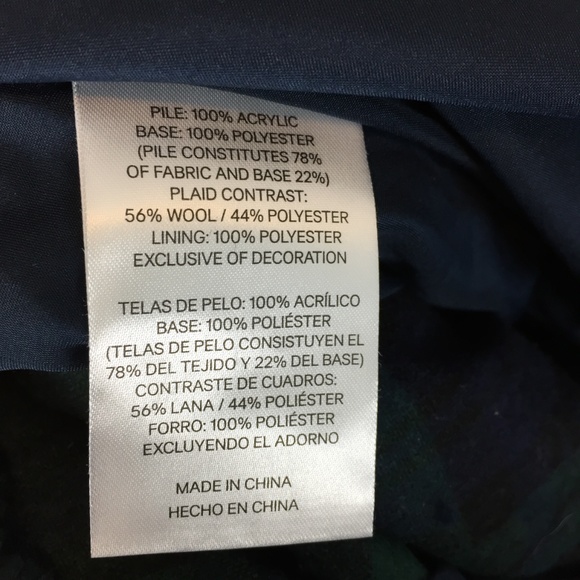 PILE: 100% ACRYLIC
BASE: 100% POLYESTER
(PILE CONSTITUTES 78%
OF FABRIC AND BASE 22%)
PLAID CONTRAST:
56% WOOL / 44% POLYESTER
LINING: 100% POLYESTER
EXCLUSIVE OF DECORATION
TELAS DE PELO: 100% ACRÍLICO
BASE: 100% POLIÉSTER
(TELAS DE PELO CONSISTUYEN EL
78% DEL TEJIDO Y 22% DEL BASE)
CONTRASTE DE CUADROS:
56% LANA / 44% POLIÉSTER
FORRO: 100% POLIÉSTER
EXCLUYENDO EL ADORNO
MADE IN CHINA
HECHO EN CHINA